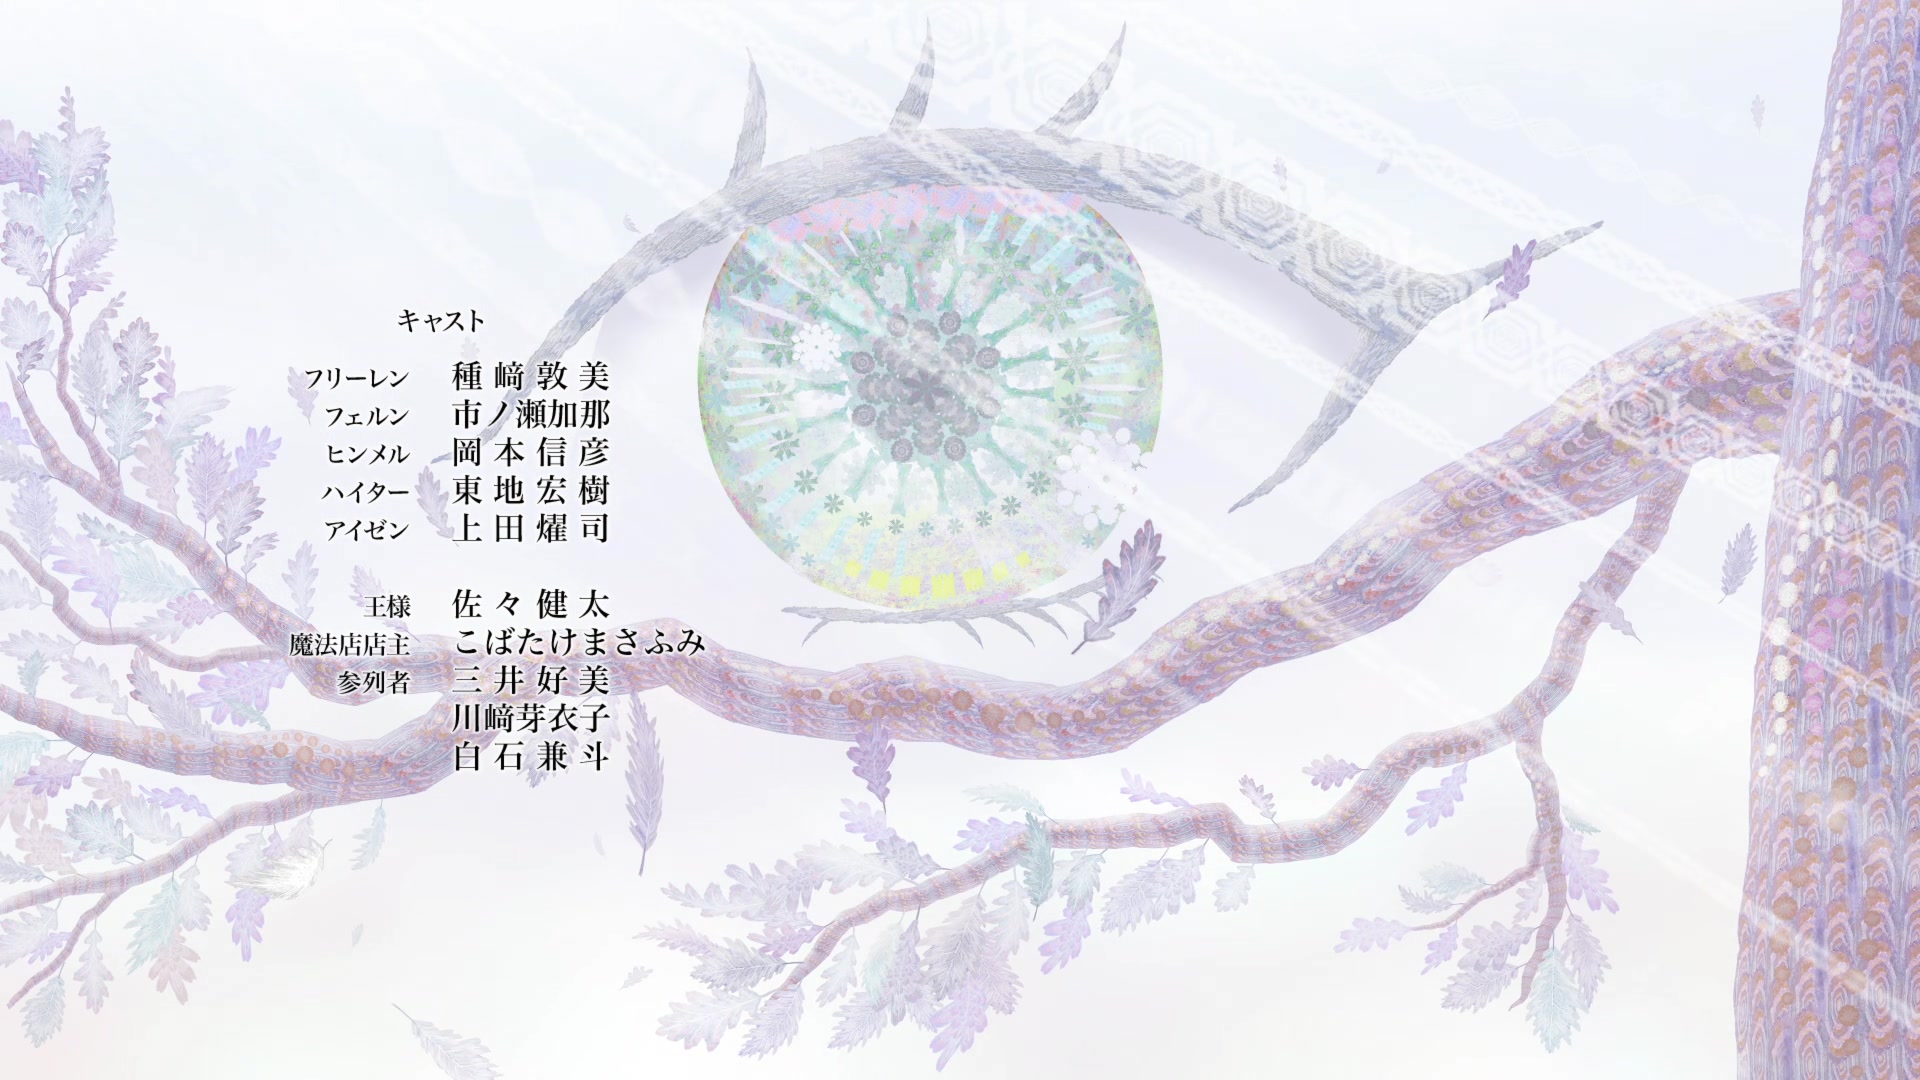 キャスト
フリーレン 種﨑敦美
フェルン 市ノ瀬加那
ヒンメル 岡本信彦
ハイター 東地宏樹
アイゼン 上田燿司
王様 佐々健太
魔法店店主 こばたけまさふみ
参列者 三井好美
川﨑芽衣子
白石兼斗